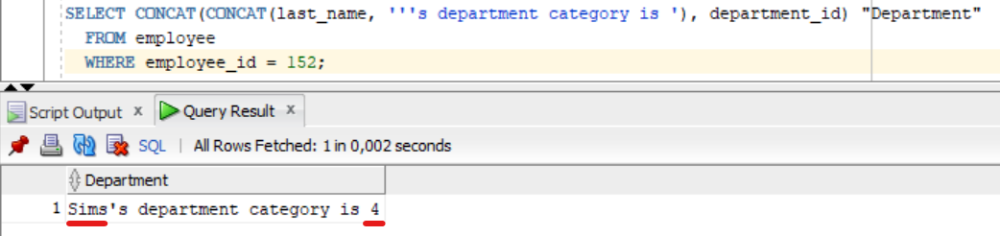 SELECT CONCAT(CONCAT(last_name, '''s department category is '), department_id) "Department"
FROM employee
WHERE employee_id = 152;
Script Output x
Query Result x
SQL | All Rows Fetched: 1 in 0,002 seconds
Department
1 Sims's department category is 4